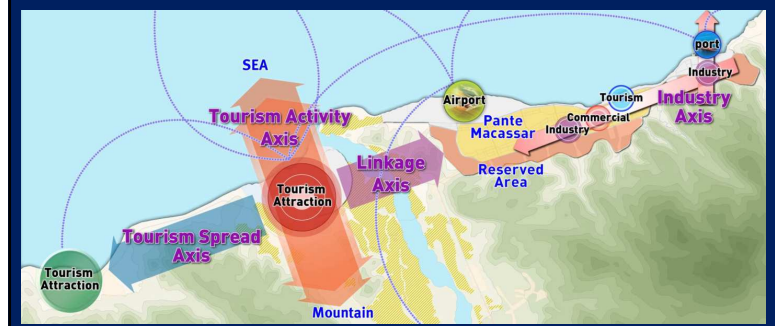 SEA
Tourism Activity
Axis
Airport
port
Industry
Industry
Axis
Tourism
Commercial
Industry
Pante
Macassar
Reserved
Area
Linkage
Axis
Tourism
Attraction
Tourism Spread
Axis
Tourism
Attraction
Mountain